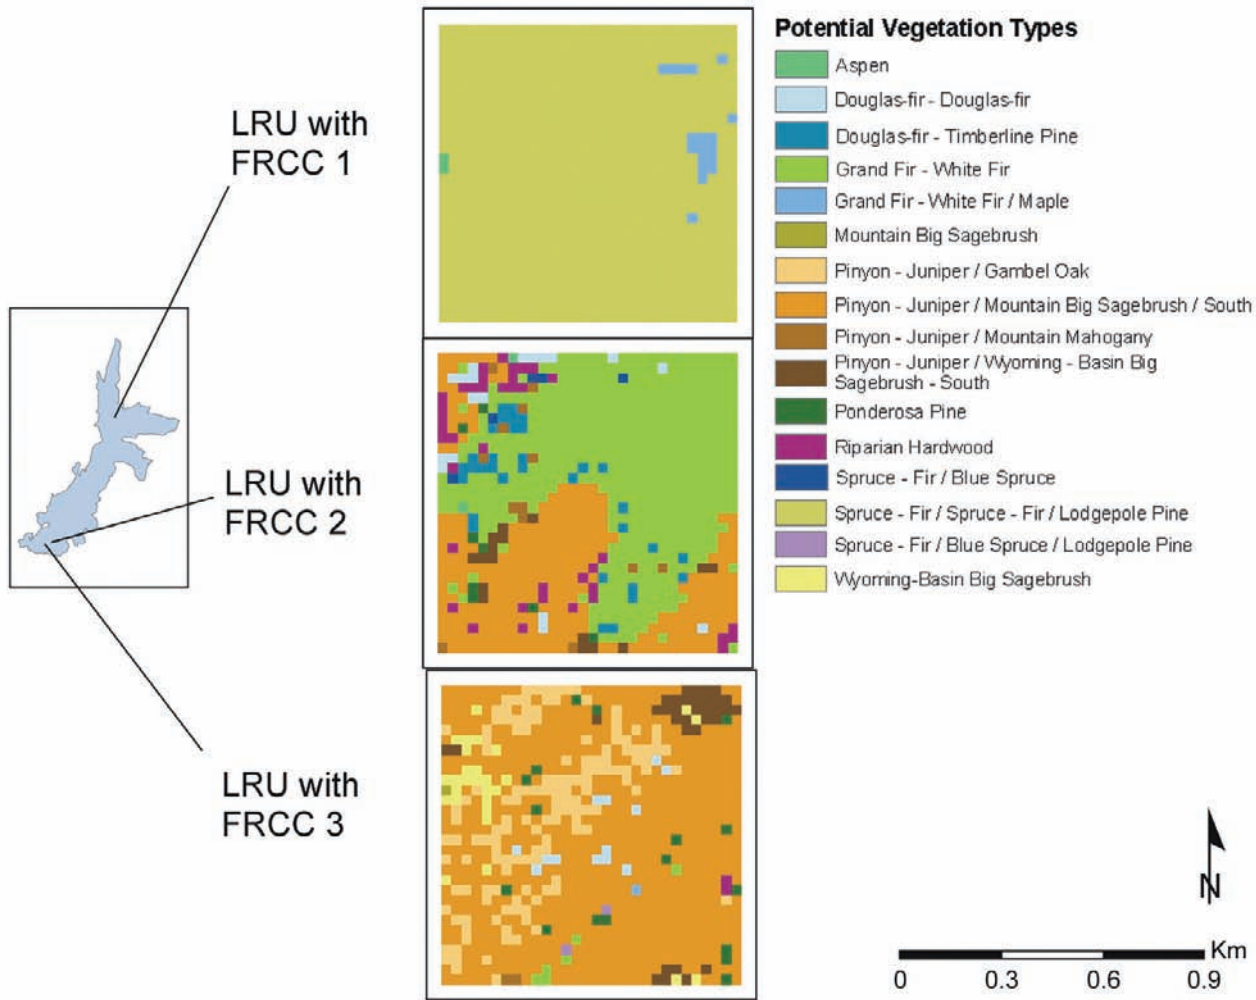 LRU with
FRCC 1
LRU with
FRCC 2
LRU with
FRCC 3
Potential Vegetation Types
Aspen
Douglas-fir - Douglas-fir
Douglas-fir - Timberline Pine
Grand Fir - White Fir
Grand Fir - White Fir / Maple
Mountain Big Sagebrush
Pinyon - Juniper / Gambel Oak
Pinyon - Juniper / Mountain Big Sagebrush / South
Pinyon - Juniper / Mountain Mahogany
Pinyon - Juniper / Wyoming - Basin Big
Sagebrush - South
Ponderosa Pine
Riparian Hardwood
Spruce - Fir / Blue Spruce
Spruce - Fir / Spruce - Fir / Lodgepole Pine
Spruce - Fir / Blue Spruce / Lodgepole Pine
Wyoming-Basin Big Sagebrush
N
Km
0 0.3 0.6 0.9